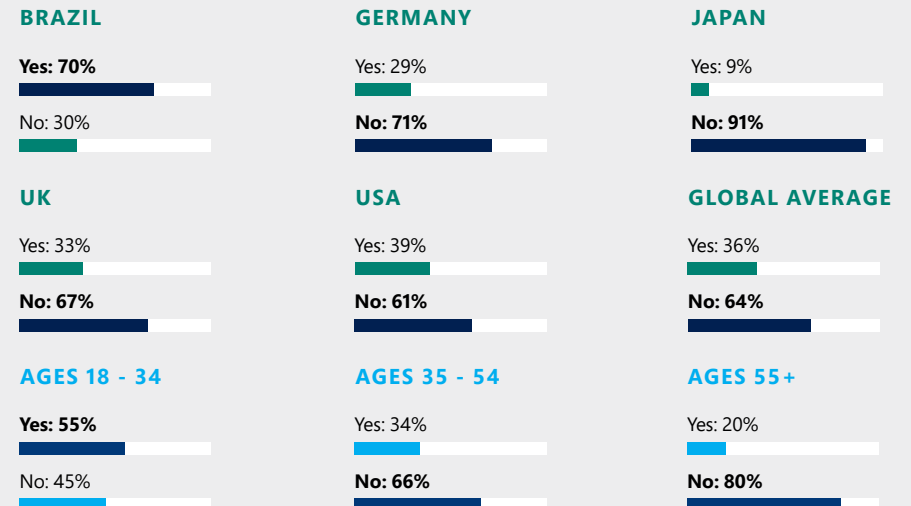 BRAZIL
Yes: 70%
No: 30%
GERMANY
Yes: 29%
No: 71%
JAPAN
Yes: 9%
No: 91%
UK
Yes: 33%
No: 67%
USA
Yes: 39%
No: 61%
GLOBAL AVERAGE
Yes: 36%
No: 64%
AGES 18 - 34
Yes: 55%
No: 45%
AGES 35 - 54
Yes: 34%
No: 66%
AGES 55+
Yes: 20%
No: 80%